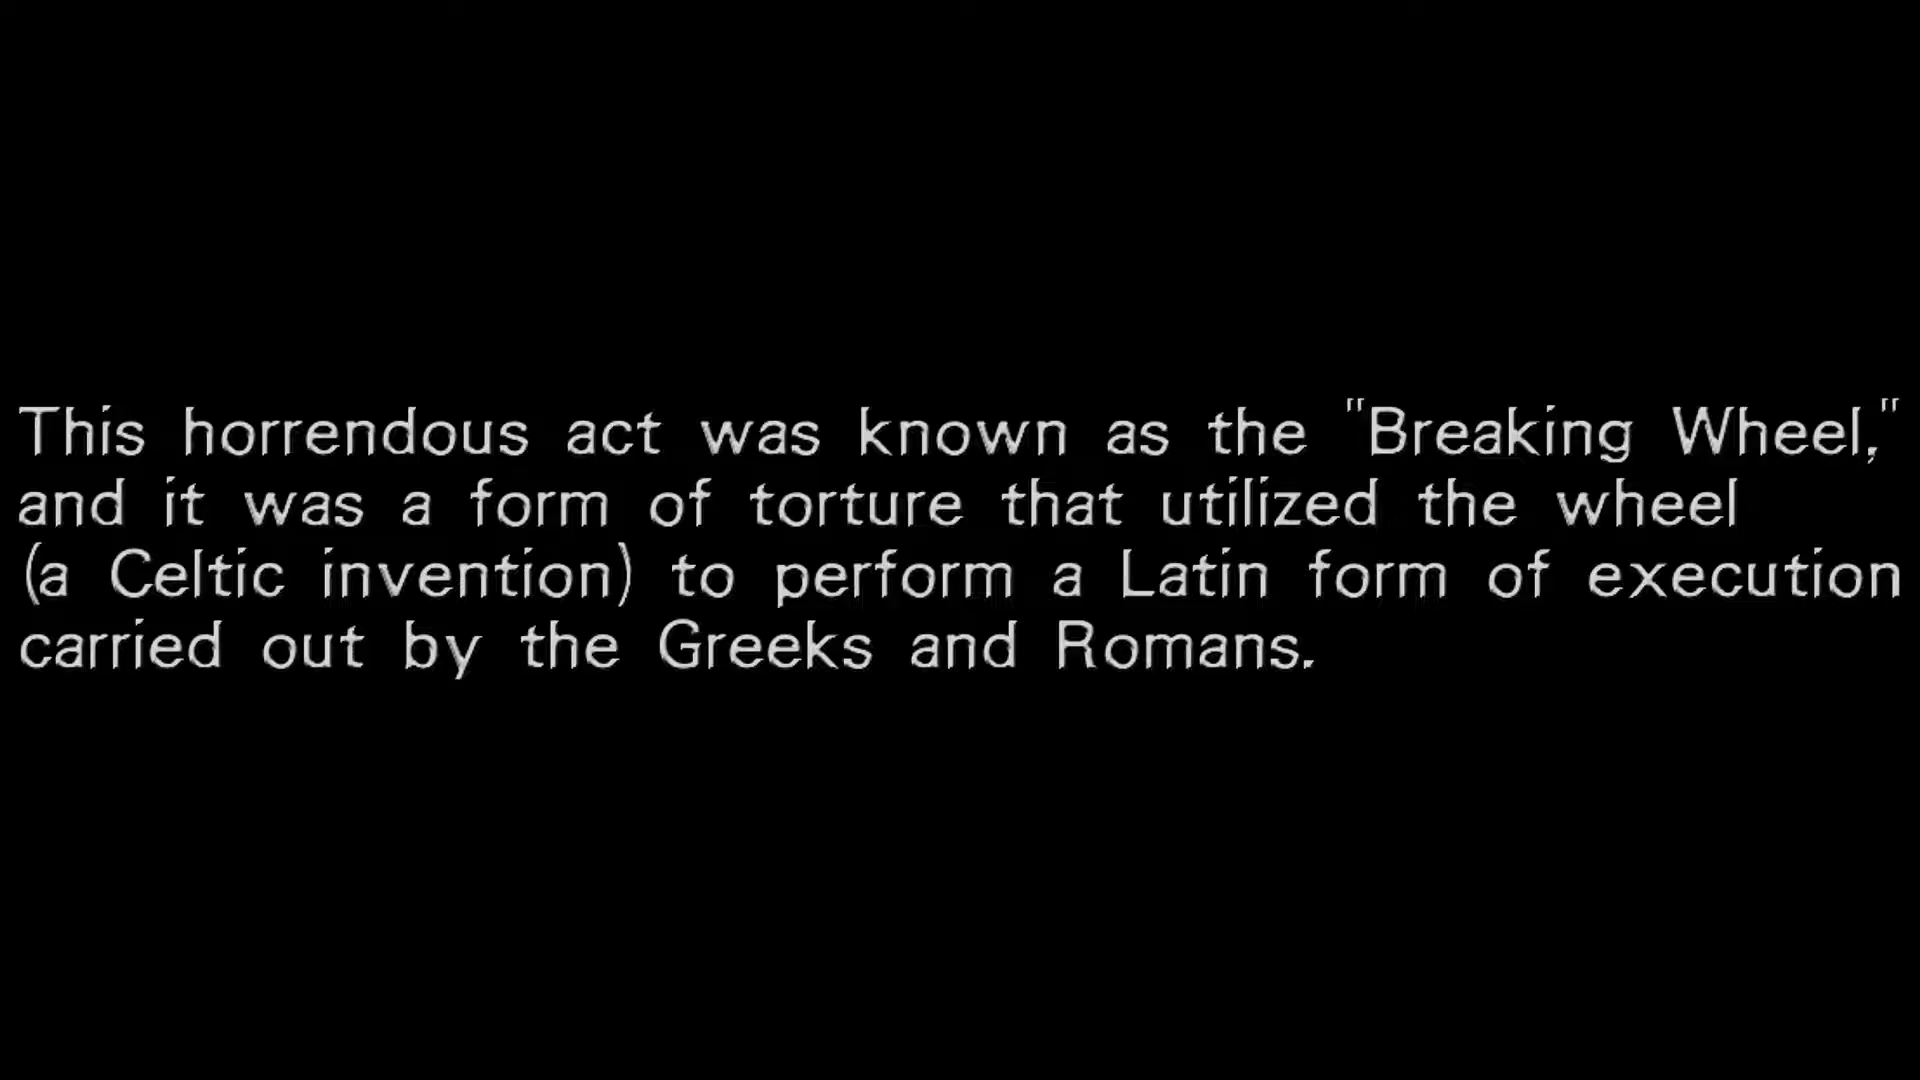 This horrendous act was known as the "Breaking Wheel,"
and it was a form of torture that utilized the wheel
(a Celtic invention) to perform a Latin form of execution
carried out by the Greeks and Romans.